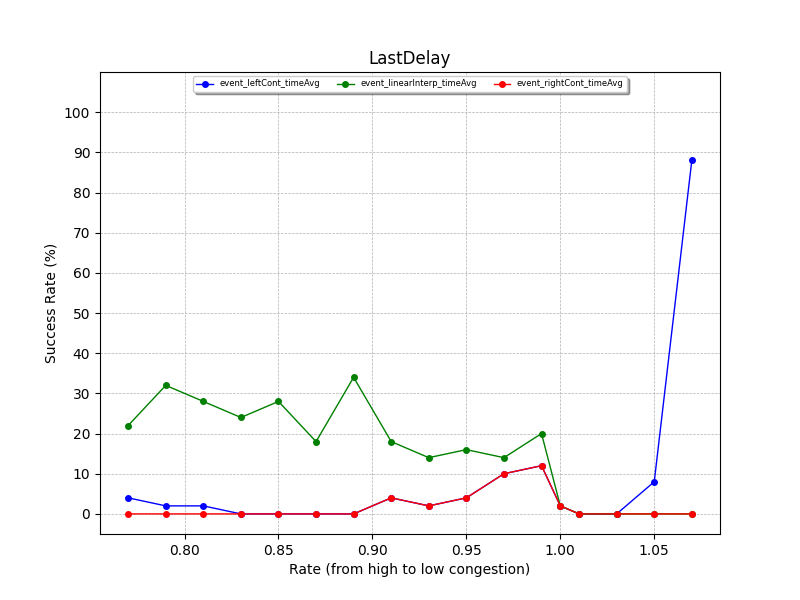 LastDelay
event_leftCont_timeAvg event_linearInterp_timeAvg event_rightCont_timeAvg
100
90
80
70
60
50
40
30
20
10
0
Success Rate (%)
0.80 0.85 0.90 0.95 1.00 1.05
Rate (from high to low congestion)